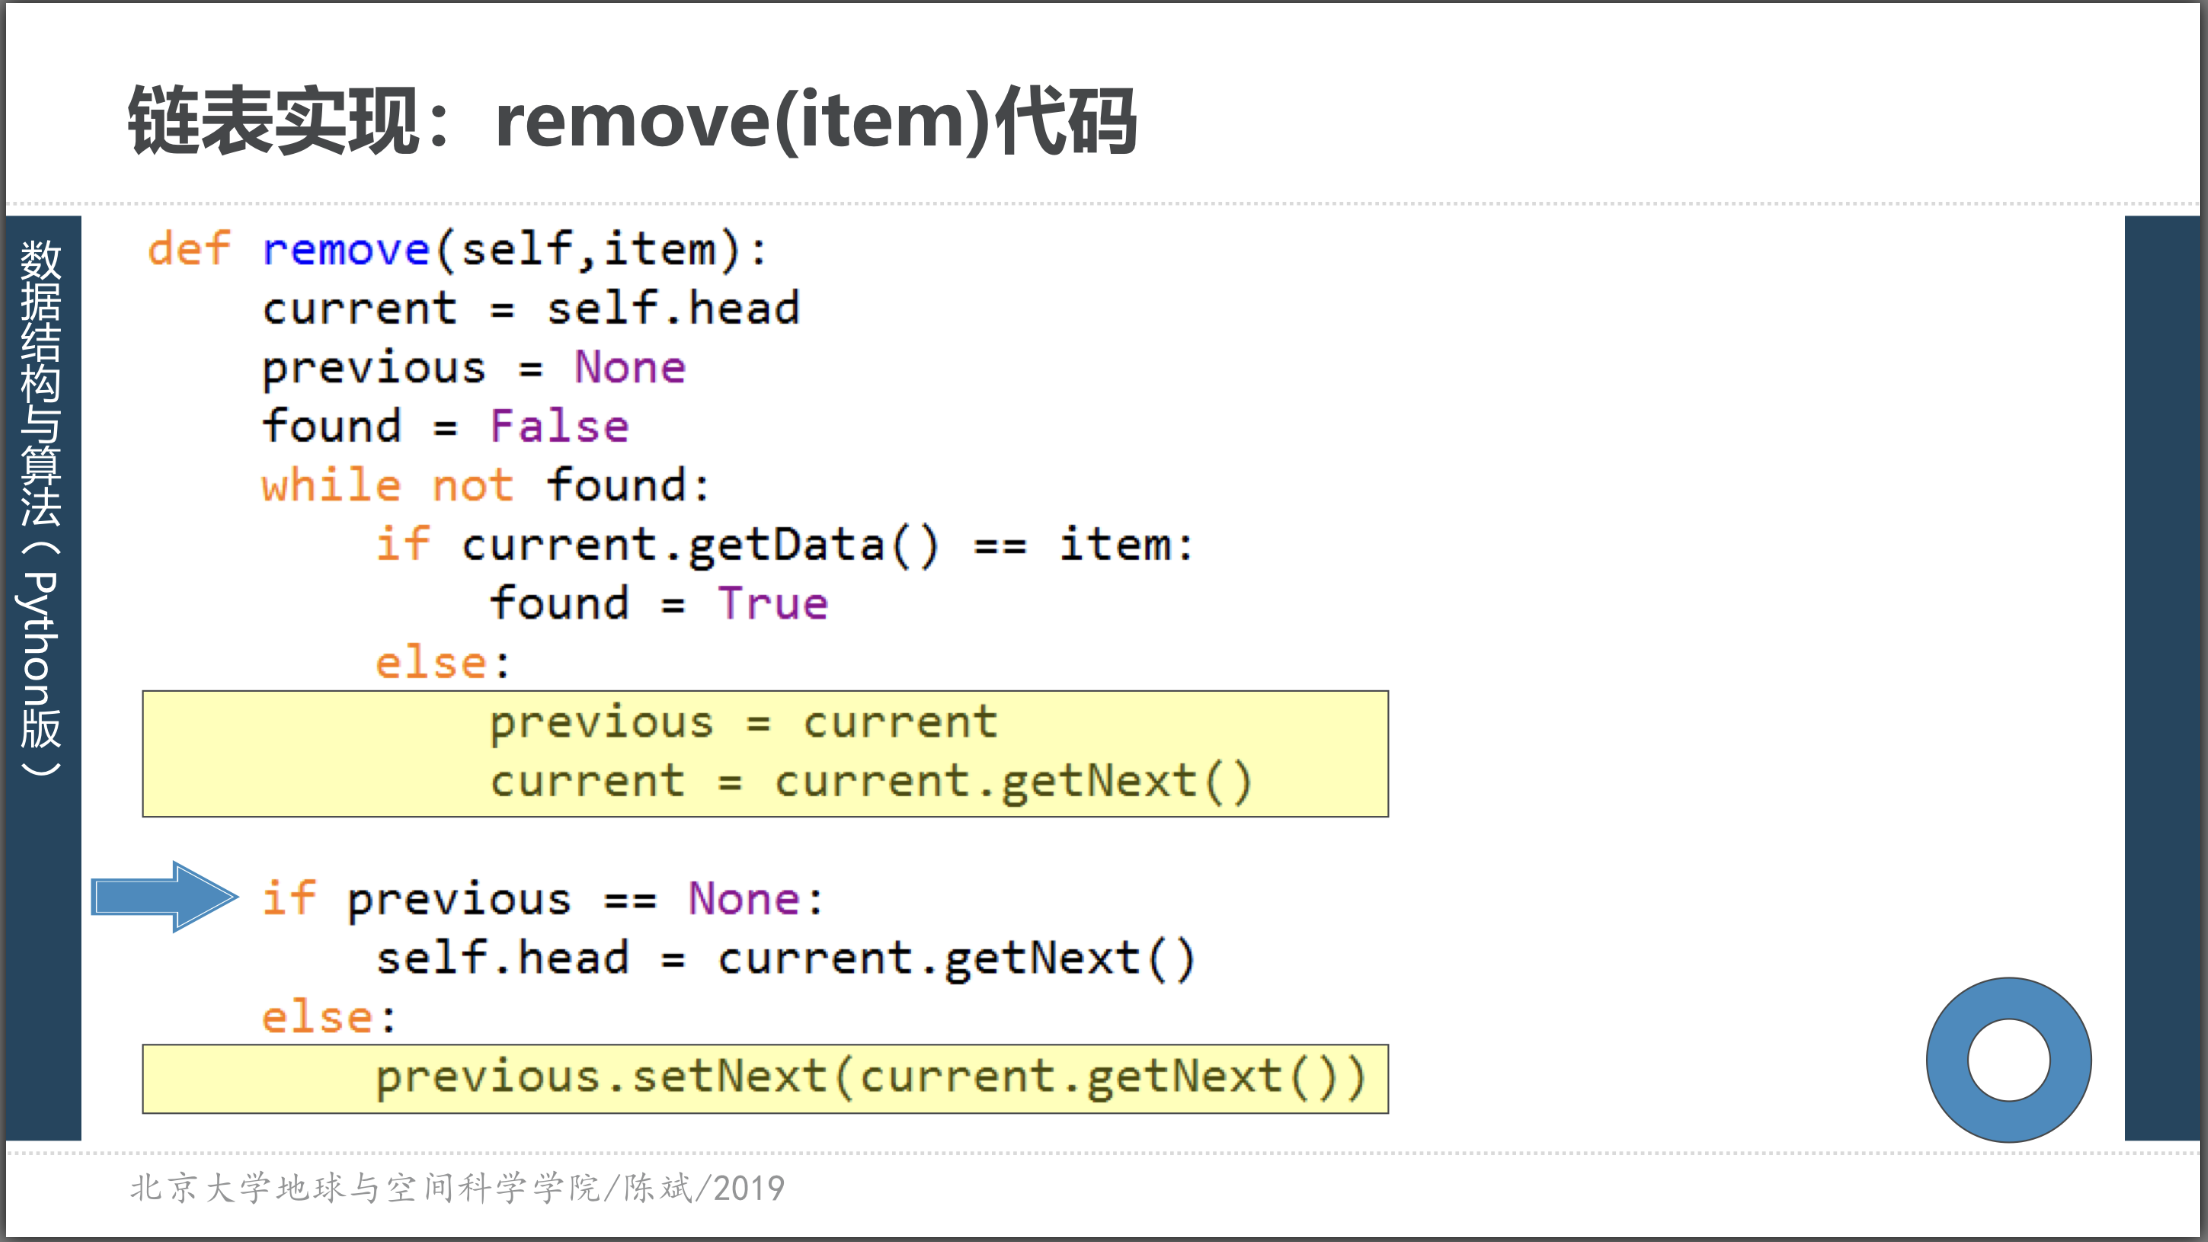 链表实现：remove(item)代码
数据结构与算法（Python版）
def remove(self,item):
    current = self.head
    previous = None
    found = False
    while not found:
        if current.getData() == item:
            found = True
        else:
            previous = current
            current = current.getNext()
    if previous == None:
        self.head = current.getNext()
    else:
        previous.setNext(current.getNext())
北京大学地球与空间科学学院/陈斌/2019